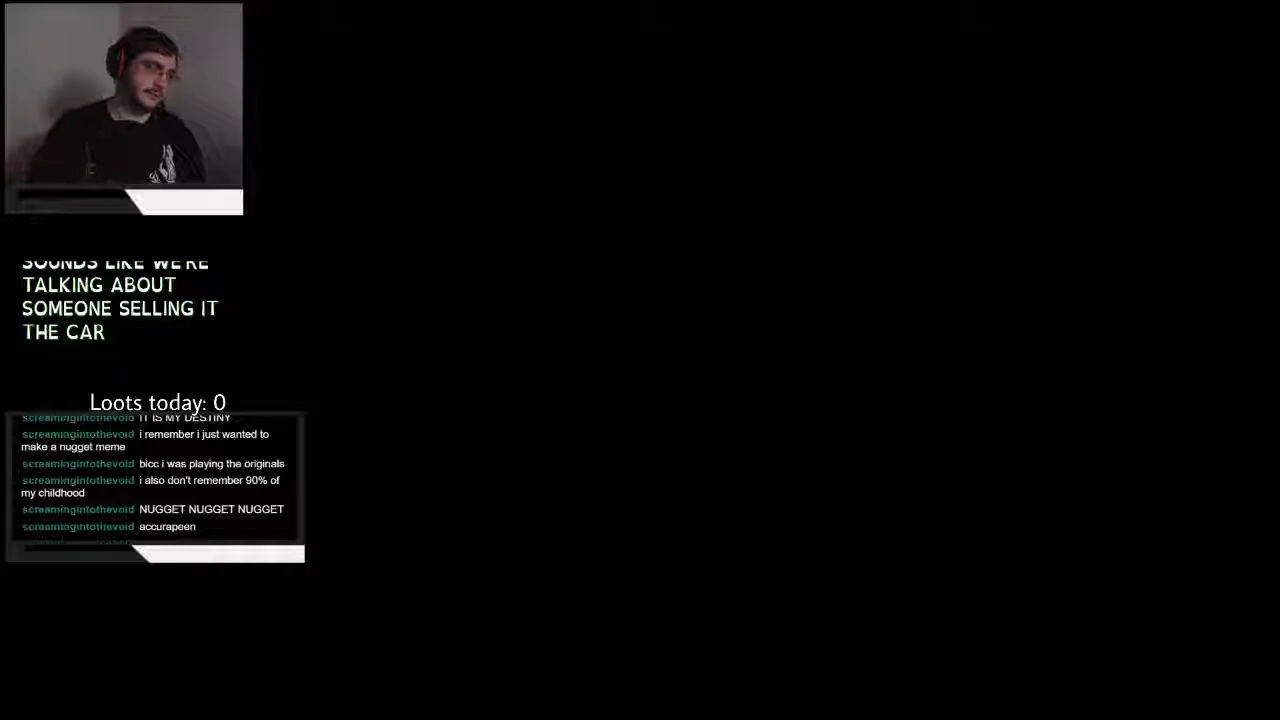 SOUNDS LIKE WE'RE
TALKING ABOUT
SOMEONE SELLING IT
THE CAR
Loots today: 0
screamingintothevoid IT IS MY DESTINY
screamingintothevoid i remember i just wanted to
make a nugget meme
screamingintothevoid bicc i was playing the originals
screamingintothevoid i also don't remember 90% of
my childhood
screamingintothevoid NUGGET NUGGET NUGGET
screamingintothevoid accurapeen